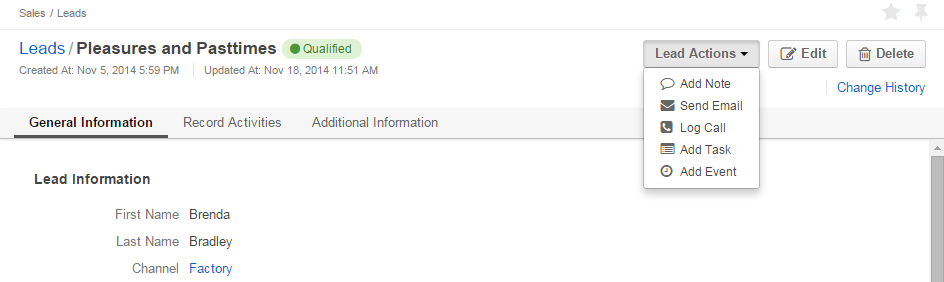 Sales / Leads
Leads / Pleasures and Pasttimes Qualified
Lead Actions Edit Delete
Created At: Nov 5, 2014 5:59 PM Updated At: Nov 18, 2014 11:51 AM
Change History
Add Note
Send Email
Log Call
Add Task
Add Event
General Information Record Activities Additional Information
Lead Information
First Name Brenda
Last Name Bradley
Channel Factory